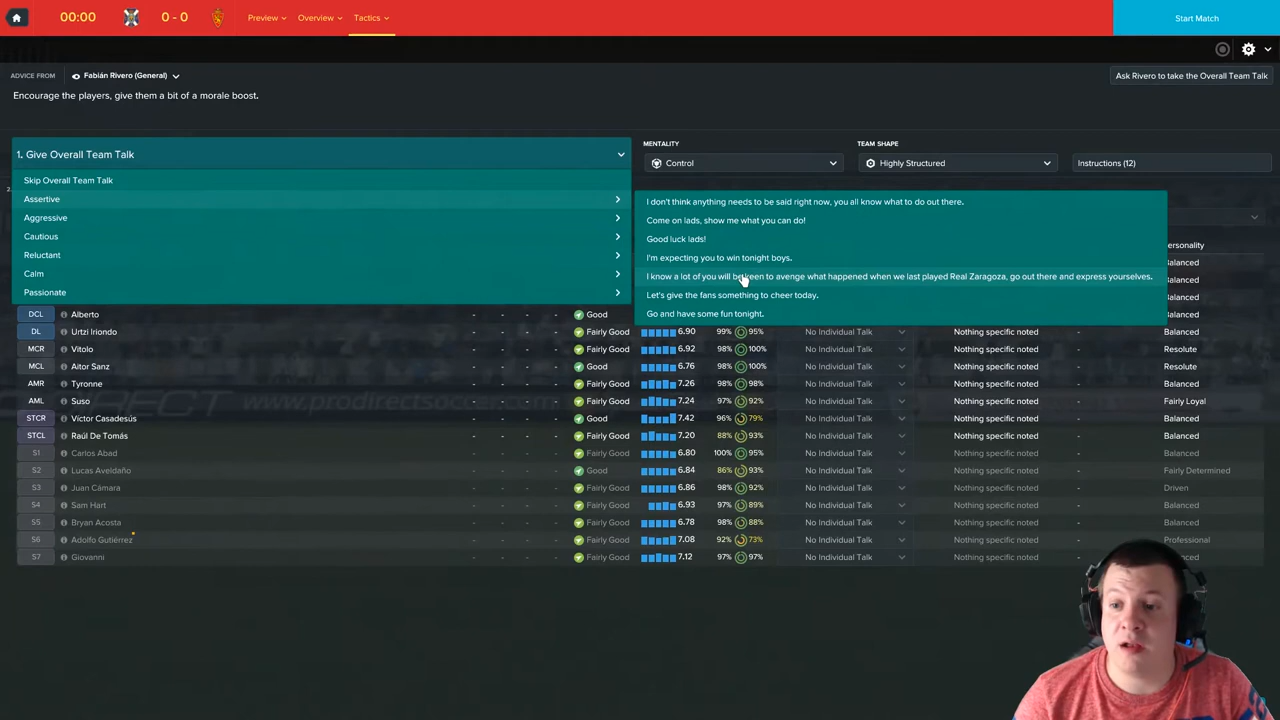 00:00 0 - 0 Preview Overview Tactics Start Match
ADVICE FROM Fabián Rivero (General) Ask Rivero to take the Overall Team Talk
Encourage the players, give them a bit of a morale boost.
MENTALITY TEAM SHAPE
1. Give Overall Team Talk Control Highly Structured Instructions (12)
Skip Overall Team Talk
Assertive
Aggressive
Cautious
Reluctant
Calm
Passionate
I don't think anything needs to be said right now, you all know what to do out there.
Come on lads, show me what you can do!
Good luck lads!
I'm expecting you to win tonight boys.
I know a lot of you will be keen to avenge what happened when we last played Real Zaragoza, go out there and express yourselves.
Let's give the fans something to cheer today.
Go and have some fun tonight.
2.
ersonality
Balanced
Balanced
Balanced
Balanced
DCL Alberto - - - - Good Balanced
DL Urtzi Iriondo - - - - Fairly Good 6.90 99% 95% No Individual Talk Nothing specific noted - Balanced
MCR Vitolo - - - - Fairly Good 6.92 98% 100% No Individual Talk Nothing specific noted - Resolute
MCL Aitor Sanz - - - - Good 6.76 98% 100% No Individual Talk Nothing specific noted - Resolute
AMR Tyronne - - - - Fairly Good 7.26 98% 98% No Individual Talk Nothing specific noted - Balanced
AML Suso - - - - Fairly Good 7.24 97% 92% No Individual Talk Nothing specific noted - Fairly Loyal
STCR Víctor Casadesús - - - - Good 7.42 96% 79% No Individual Talk Nothing specific noted - Balanced
STCL Raúl De Tomás - - - - Fairly Good 7.20 88% 93% No Individual Talk Nothing specific noted - Balanced
S1 Carlos Abad - - - - Fairly Good 6.80 100% 95% No Individual Talk Nothing specific noted - Balanced
S2 Lucas Aveldaño - - - - Good 6.84 86% 93% No Individual Talk Nothing specific noted - Fairly Determined
S3 Juan Cámara - - - - Fairly Good 6.86 98% 92% No Individual Talk Nothing specific noted - Driven
S4 Sam Hart - - - - Fairly Good 6.93 97% 89% No Individual Talk Nothing specific noted - Balanced
S5 Bryan Acosta - - - - Fairly Good 6.78 98% 88% No Individual Talk Nothing specific noted - Balanced
S6 Adolfo Gutiérrez - - - - Fairly Good 7.08 92% 73% No Individual Talk Nothing specific noted - Professional
S7 Giovanni - - - - Fairly Good 7.12 97% 97% No Individual Talk Nothing specific noted - nced
DIRECT www.prodirectsoccer.com